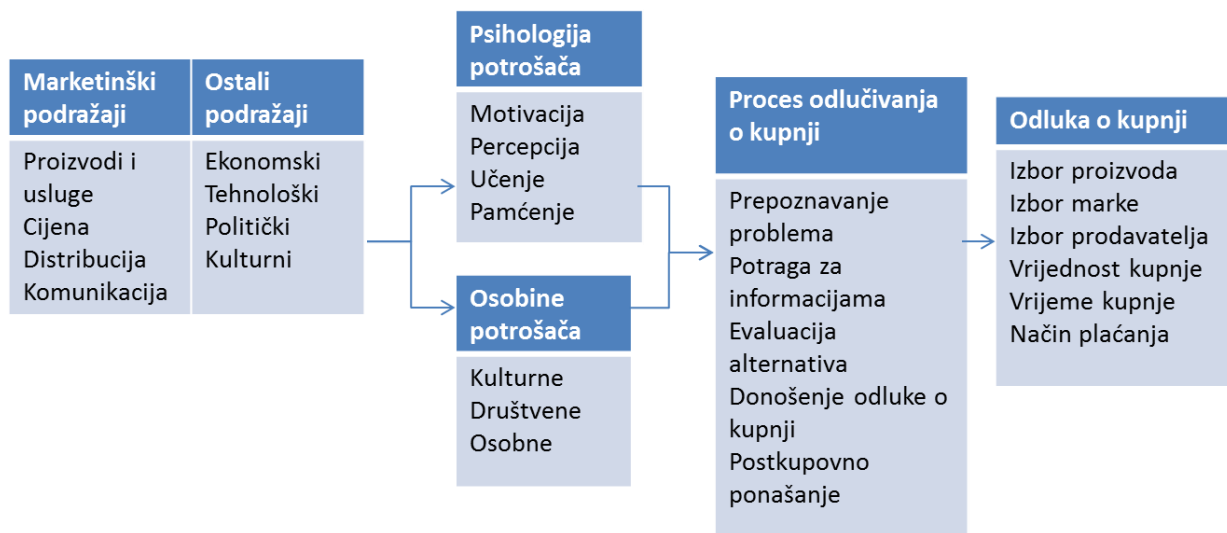 Marketinški
podražaji
Proizvodi i
usluge
Cijena
Distribucija
Komunikacija
Ostali
podražaji
Ekonomski
Tehnološki
Politički
Kulturni
Psihologija
potrošača
Motivacija
Percepcija
Učenje
Pamćenje
Osobine
potrošača
Kulturne
Društvene
Osobne
Proces odlučivanja
o kupnji
Prepoznavanje
problema
Potraga za
informacijama
Evaluacija
alternativa
Donošenje odluke o
kupnji
Postkupovno
ponašanje
Odluka o kupnji
Izbor proizvoda
Izbor marke
Izbor prodavatelja
Vrijednost kupnje
Vrijeme kupnje
Način plaćanja